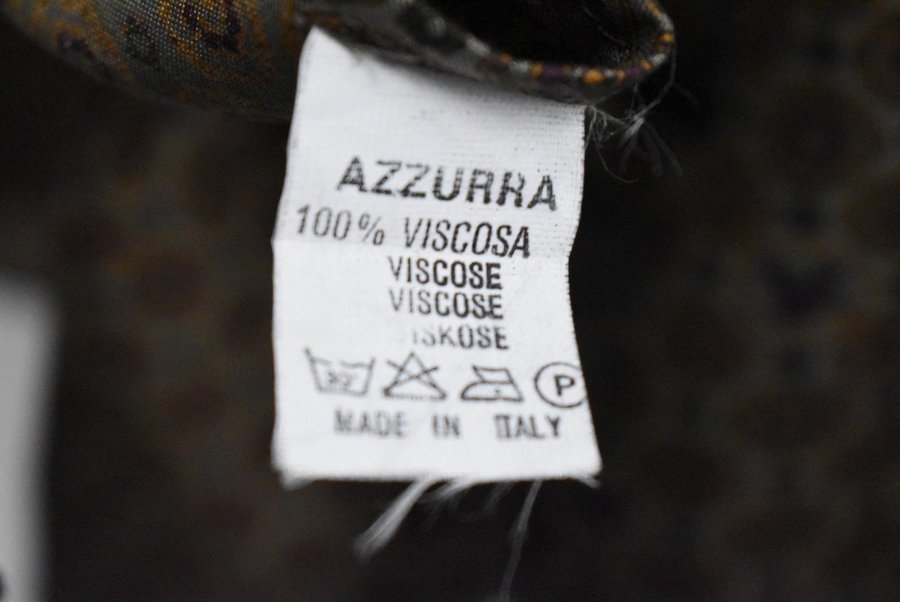 AZZURRA
100% VISCOSA
VISCOSE
VISCOSE
ISKOSE
P
MADE IN ITALY